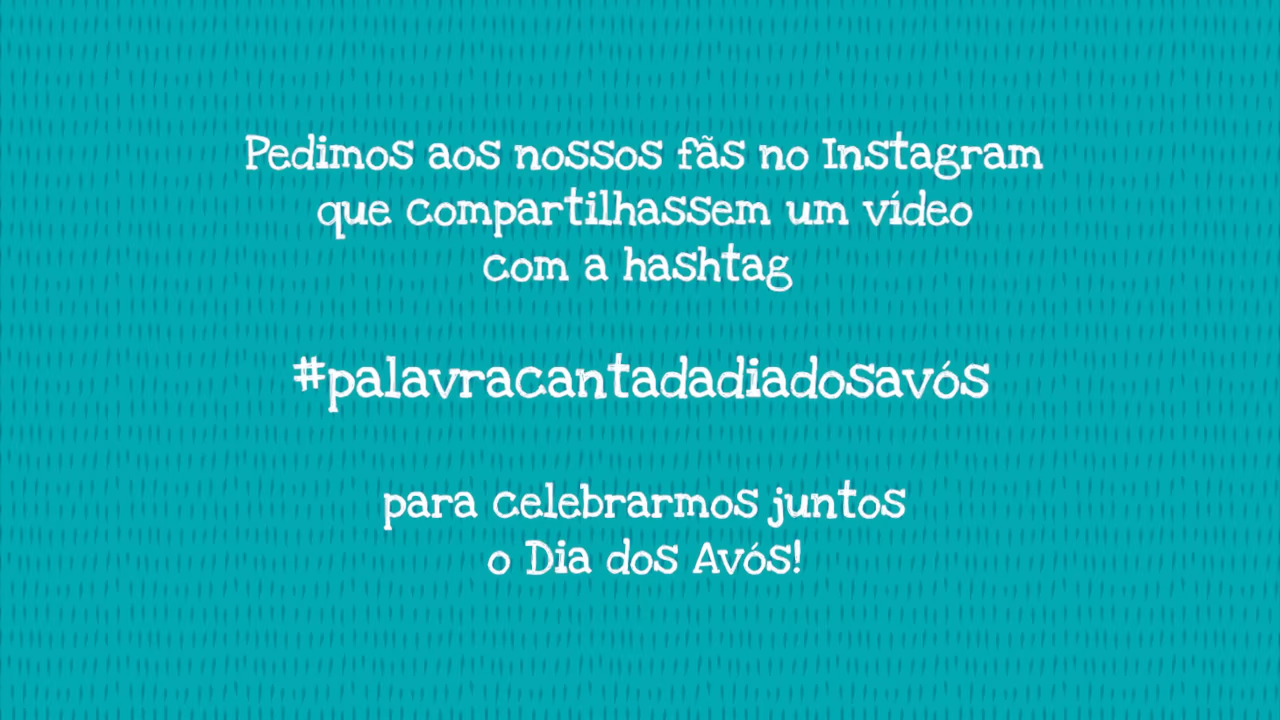 Pedimos aos nossos fãs no Instagram
que compartilhassem um vídeo
com a hashtag
#palavracantadadiadosavós
para celebrarmos juntos
o Dia dos Avós!